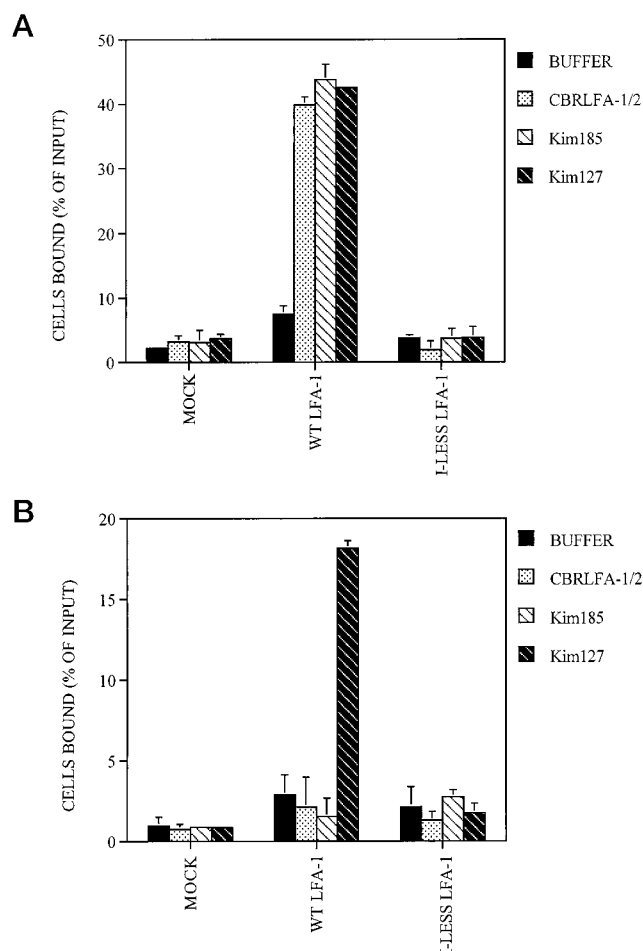 A
CELLS BOUND (% OF INPUT)
50
40
30
20
10
0
MOCK
WT LFA-1
I-LESS LFA-1
BUFFER
CBRLFA-1/2
Kim185
Kim127
B
CELLS BOUND (% OF INPUT)
20
15
10
5
0
MOCK
WT LFA-1
I-LESS LFA-1
BUFFER
CBRLFA-1/2
Kim185
Kim127